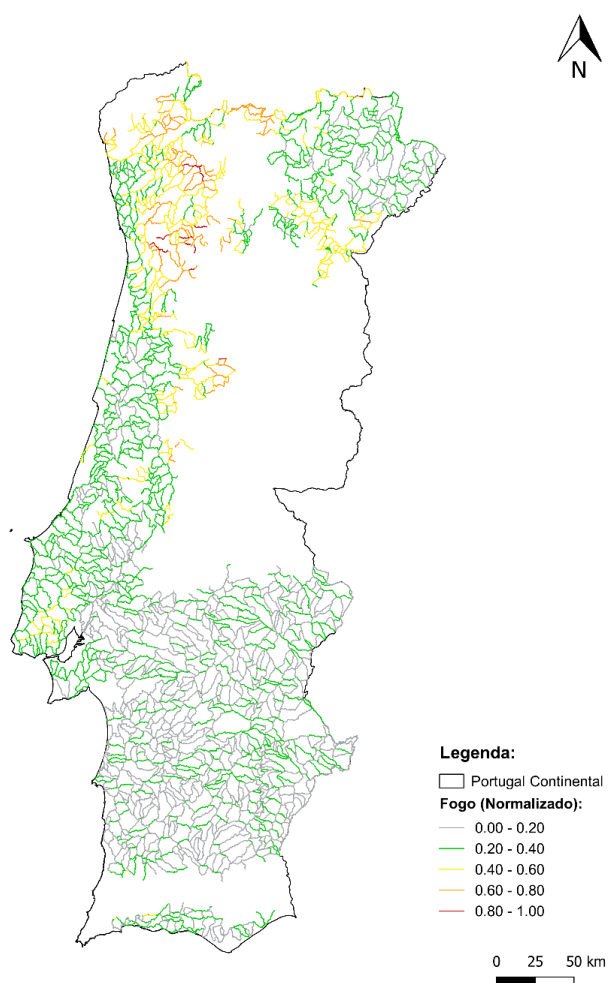 N
Legenda:
Portugal Continental
Fogo (Normalizado):
0.00 - 0.20
0.20 - 0.40
0.40 - 0.60
0.60 - 0.80
0.80 - 1.00
0 25 50 km